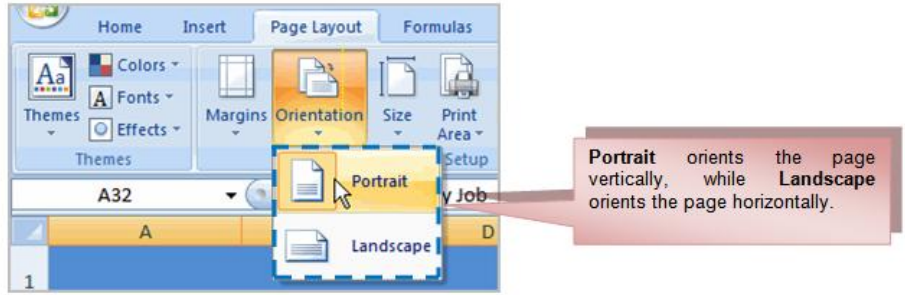 Home Insert Page Layout Formulas
Aa
Colors
A Fonts
Effects
Themes
Margins
Orientation
Size
Print
Area
Themes
Setup
Portrait
Landscape
A32
y Job
A D
1
Portrait orients the page
vertically, while Landscape
orients the page horizontally.